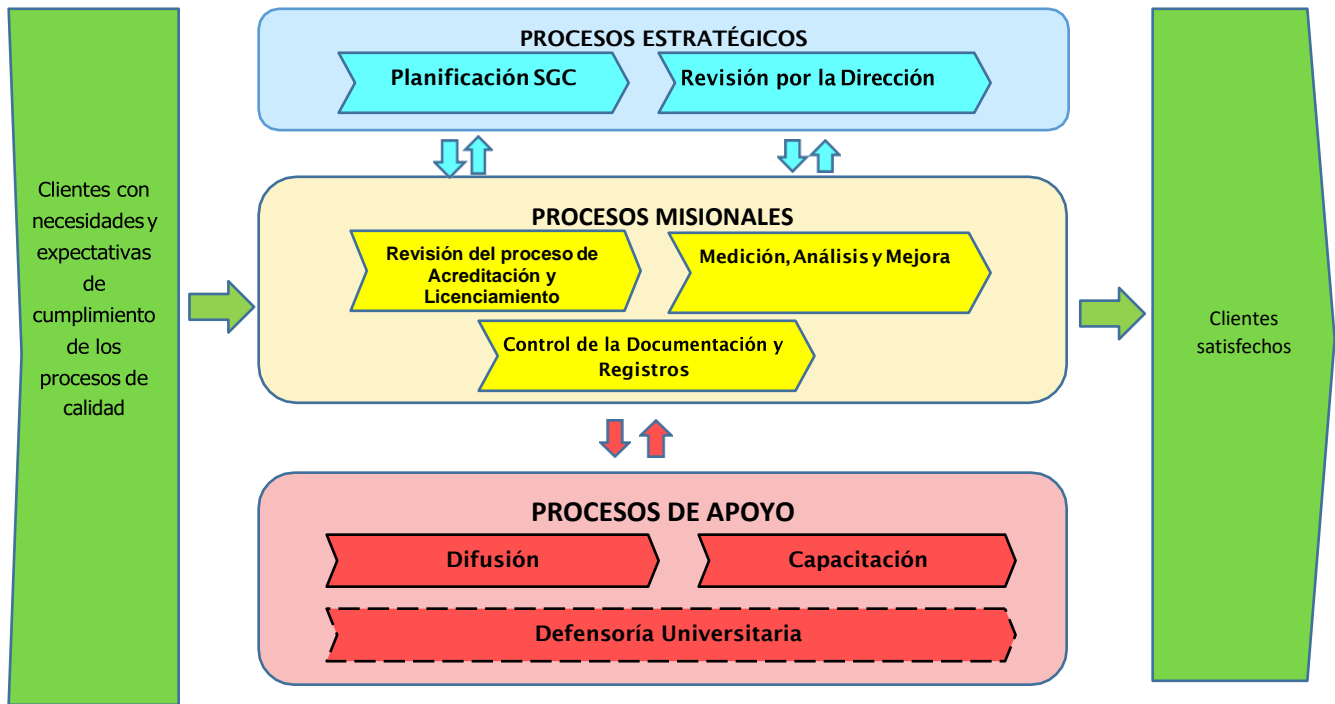 PROCESOS ESTRATÉGICOS
Planificación SGC
Revisión por la Dirección
Clientes con
necesidades y
expectativas
de
cumplimiento
de los
procesos de
calidad
PROCESOS MISIONALES
Revisión del proceso de
Acreditación y
Licenciamiento
Medición, Análisis y Mejora
Control de la Documentación y
Registros
Clientes
satisfechos
PROCESOS DE APOYO
Difusión
Capacitación
Defensoría Universitaria